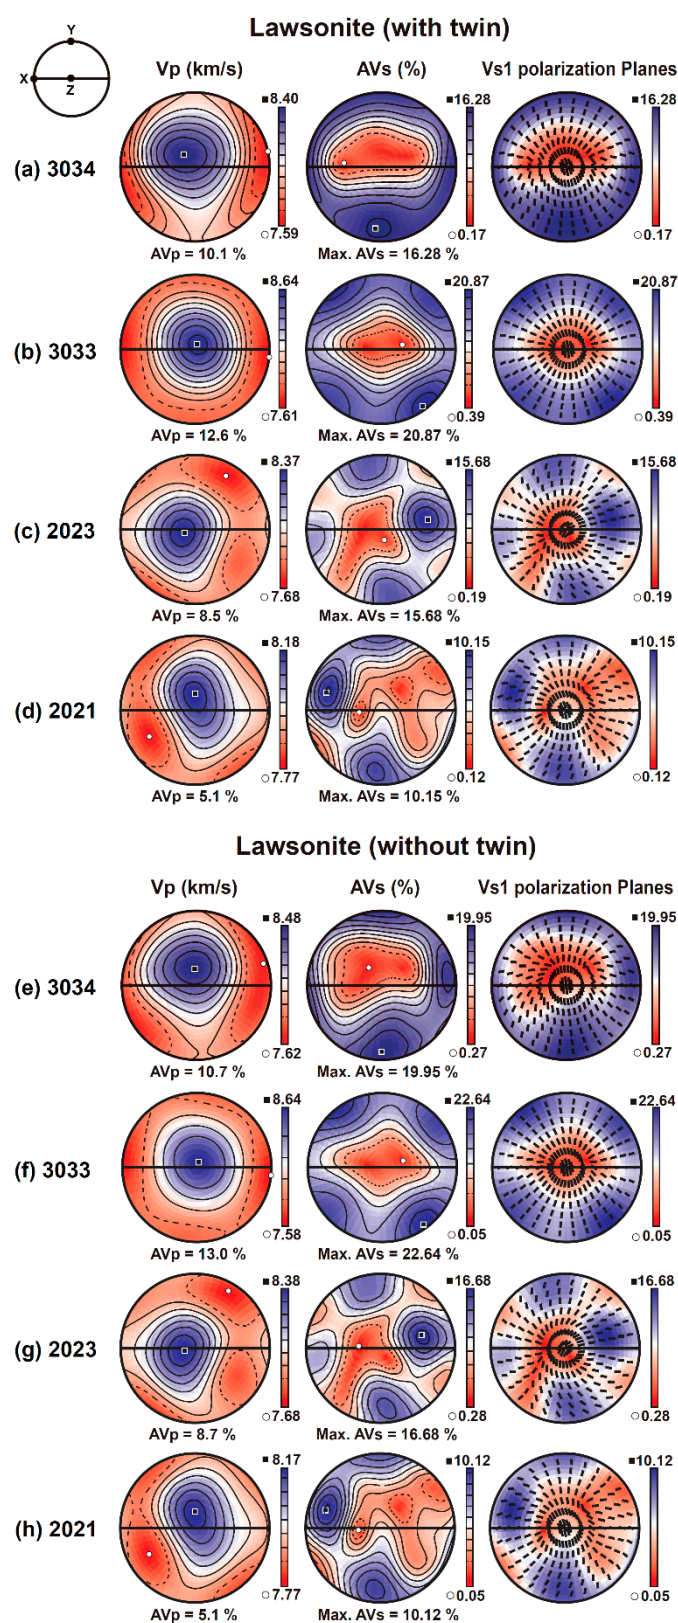 Lawsonite (with twin)
Y
X
Z
Vp (km/s) AVs (%) Vs1 polarization Planes
■8.40 ■16.28 ■16.28
(a) 3034
○7.59 ○0.17 ○0.17
AVp = 10.1 % Max. AVs = 16.28 %
■8.64 ■20.87 ■20.87
(b) 3033
○7.61 ○0.39 ○0.39
AVp = 12.6 % Max. AVs = 20.87 %
■8.37 ■15.68 ■15.68
(c) 2023
○7.68 ○0.19 ○0.19
AVp = 8.5 % Max. AVs = 15.68 %
■8.18 ■10.15 ■10.15
(d) 2021
○7.77 ○0.12 ○0.12
AVp = 5.1 % Max. AVs = 10.15 %
Lawsonite (without twin)
Vp (km/s) AVs (%) Vs1 polarization Planes
■8.48 ■19.95 ■19.95
(e) 3034
○7.62 ○0.27 ○0.27
AVp = 10.7 % Max. AVs = 19.95 %
■8.64 ■22.64 ■22.64
(f) 3033
○7.58 ○0.05 ○0.05
AVp = 13.0 % Max. AVs = 22.64 %
■8.38 ■16.68 ■16.68
(g) 2023
○7.68 ○0.28 ○0.28
AVp = 8.7 % Max. AVs = 16.68 %
■8.17 ■10.12 ■10.12
(h) 2021
○7.77 ○0.05 ○0.05
AVp = 5.1 % Max. AVs = 10.12 %